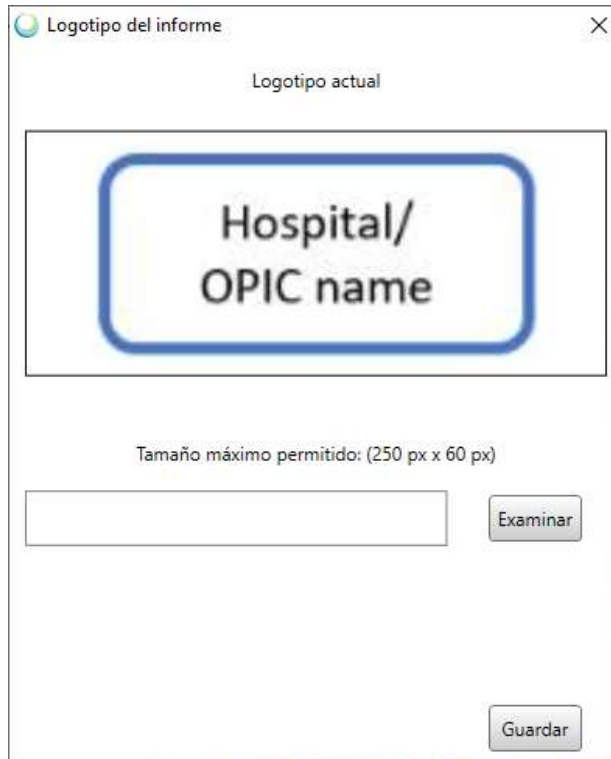 Logotipo del informe
Logotipo actual
Hospital/
OPIC name
Tamaño máximo permitido: (250 px x 60 px)
Examinar
Guardar